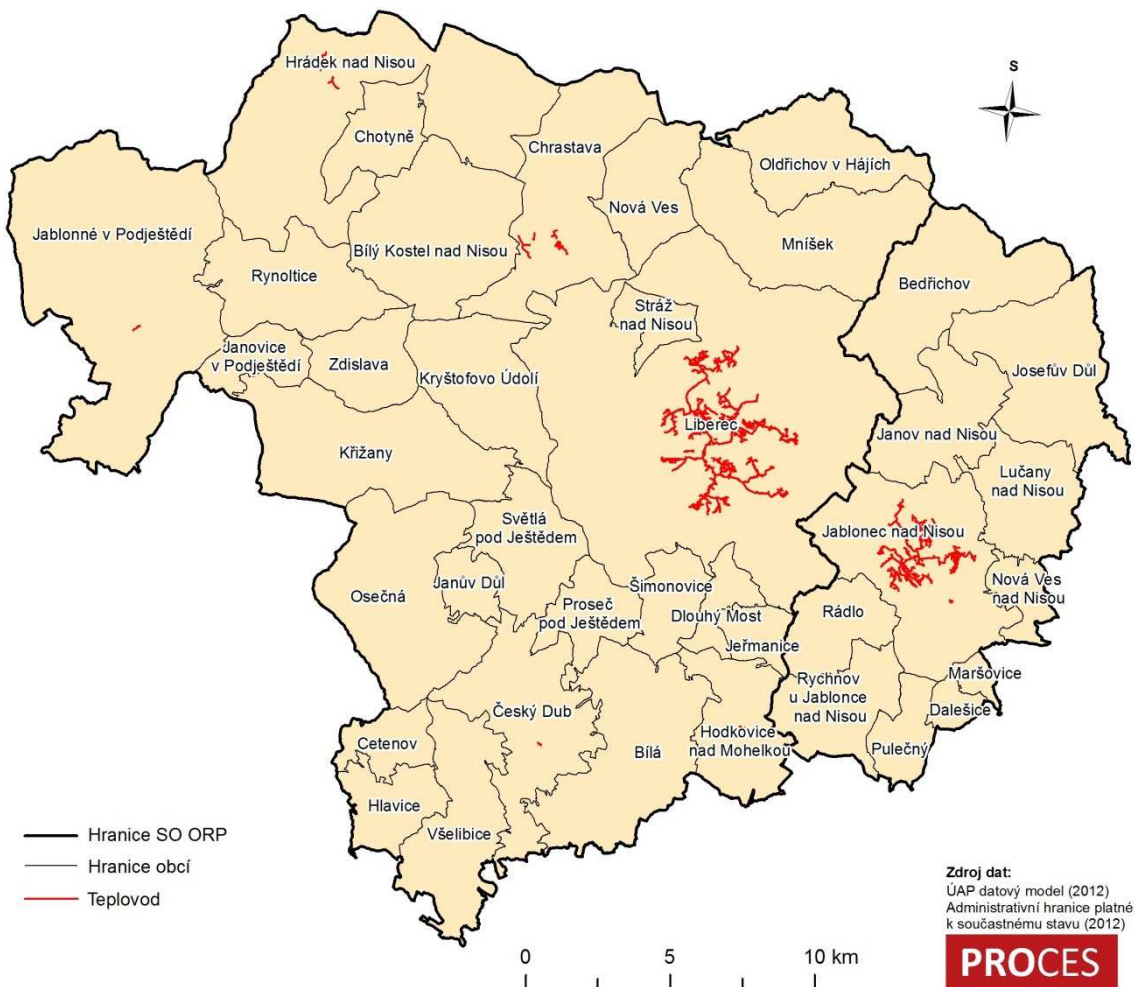 Hrádek nad Nisou
S
Chotyně
Chrastava
Oldřichov v Hájích
Nová Ves
Jablonné v Podještědí
Bílý Kostel nad Nisou
Mníšek
Rynoltice
Bedřichov
Stráž
nad Nisou
Janovice
v Podještědí
Zdislava
Kryštofovo Údolí
Josefův Důl
Liberec
Janov nad Nisou
Křižany
Lučany
nad Nisou
Světlá
pod Ještědem
Jablonec nad Nisou
Osečná
Janův Důl
Šimonovice
Nová Ves
nad Nisou
Proseč
pod Ještědem
Dlouhý Most
Rádlo
Jeřmanice
Maršovice
Rychnov
u Jablonce
nad Nisou
Český Dub
Dalešice
Cetenov
Bílá
Hodkovice
nad Mohelkou
Pulečný
Hlavice
Všelibice
Hranice SO ORP
Hranice obcí
Teplovod
0 5 10 km
Zdroj dat:
ÚAP datový model (2012)
Administrativní hranice platné
k součastnému stavu (2012)
PROCES